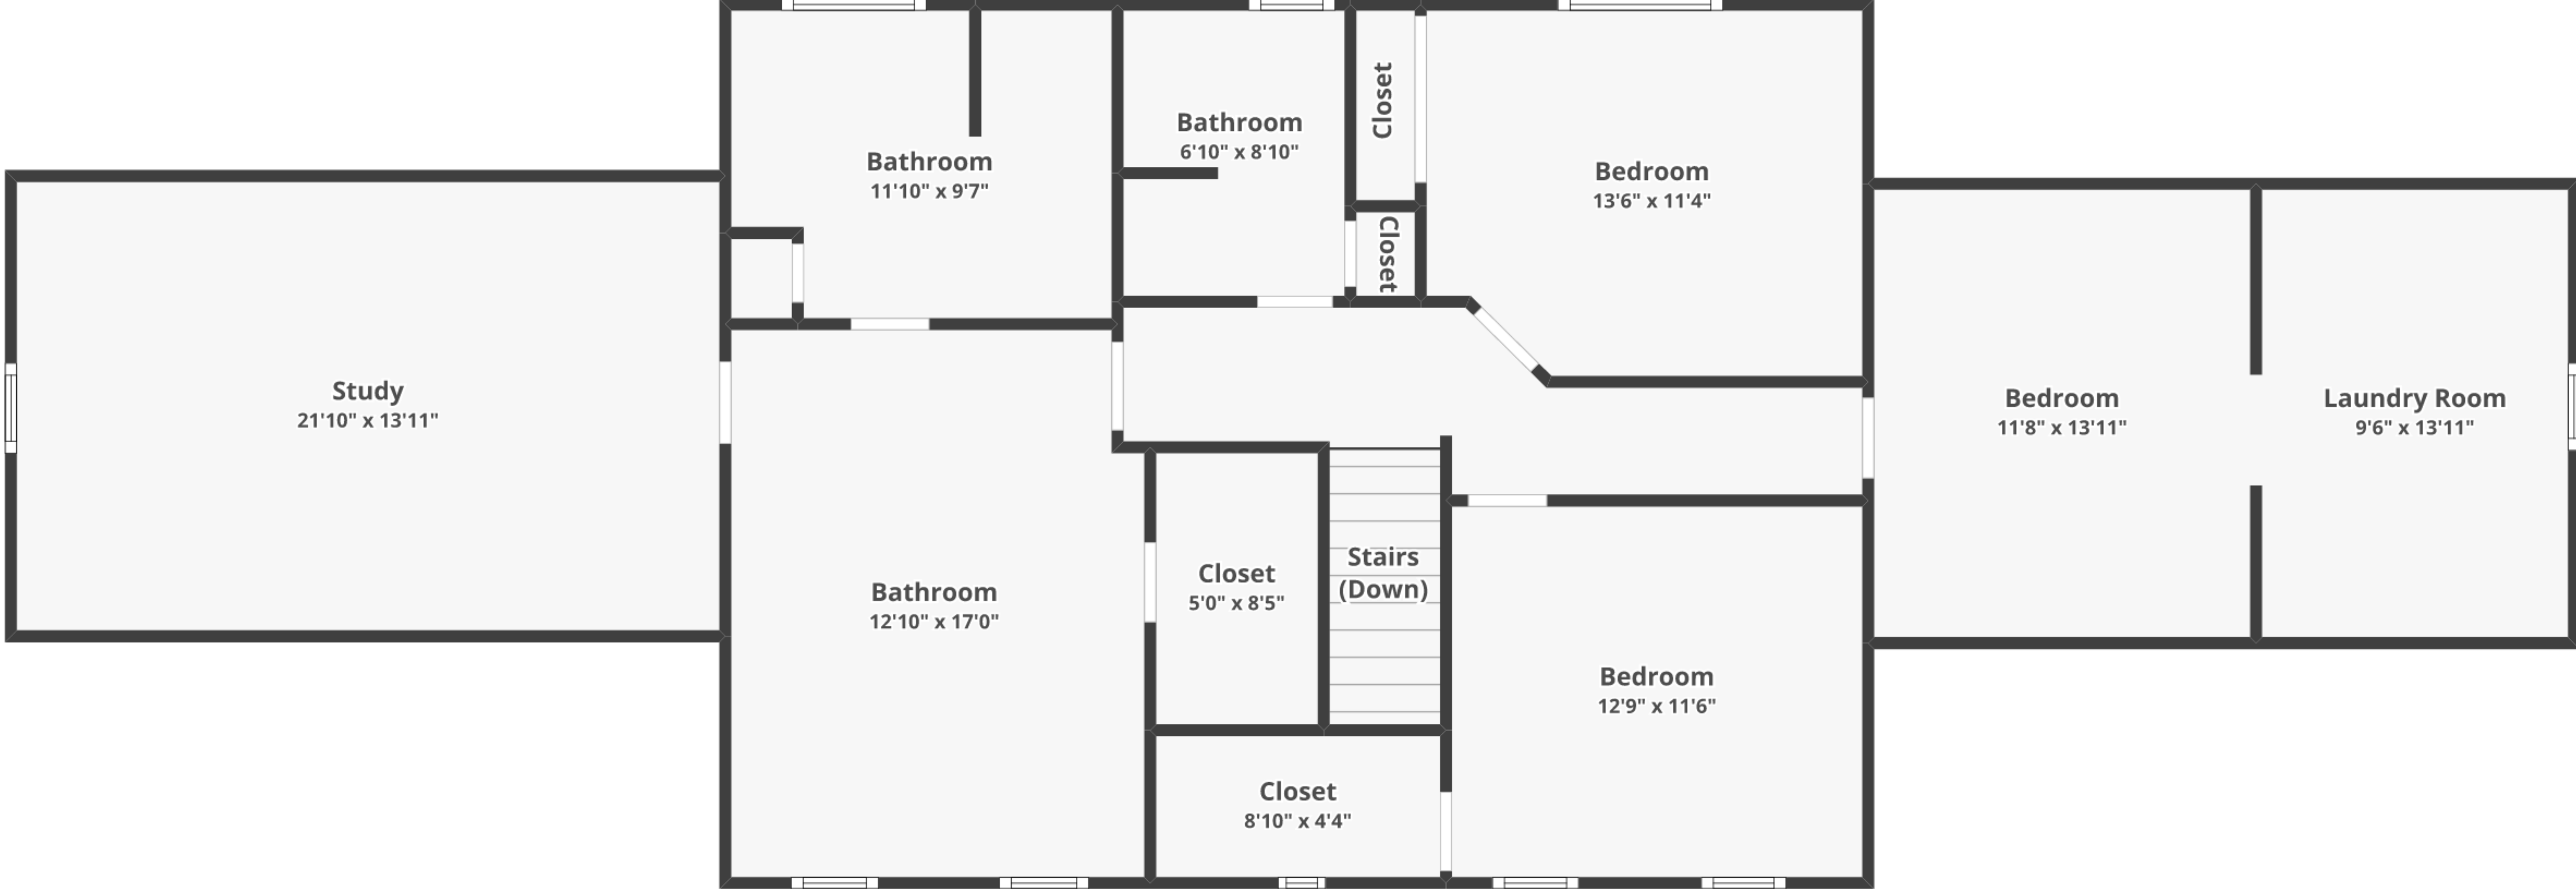 Bathroom
11'10" x 9'7"
Bathroom
6'10" x 8'10"
Closet
Closet
Bedroom
13'6" x 11'4"
Study
21'10" x 13'11"
Bedroom
11'8" x 13'11"
Laundry Room
9'6" x 13'11"
Bathroom
12'10" x 17'0"
Closet
5'0" x 8'5"
Stairs
(Down)
Bedroom
12'9" x 11'6"
Closet
8'10" x 4'4"